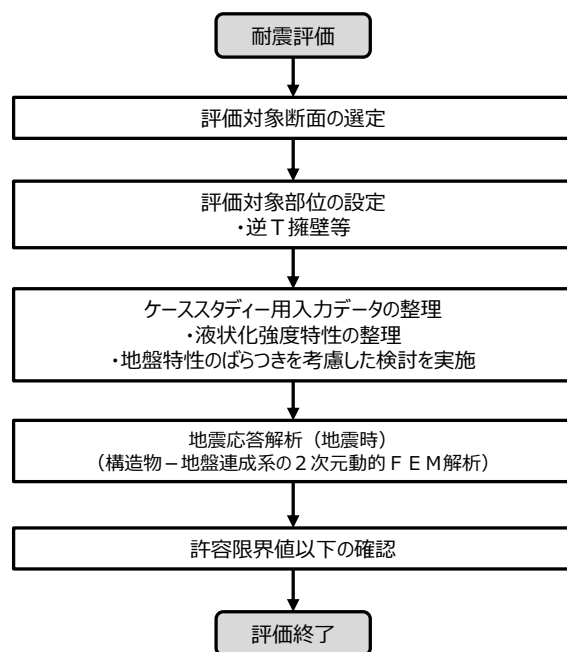 耐震評価
評価対象断面の選定
評価対象部位の設定
・逆T擁壁等
ケーススタディー用入力データの整理
・液状化強度特性の整理
・地盤特性のばらつきを考慮した検討を実施
地震応答解析（地震時）
（構造物－地盤連成系の２次元動的ＦＥＭ解析）
許容限界値以下の確認
評価終了